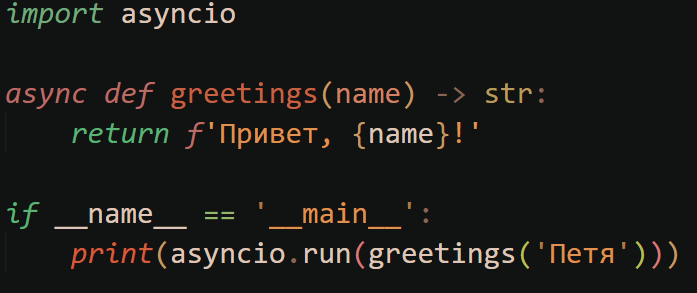 import asyncio
async def greetings(name) -> str:
    return f'Привет, {name}!'
if __name__ == '__main__':
    print(asyncio.run(greetings('Петя')))